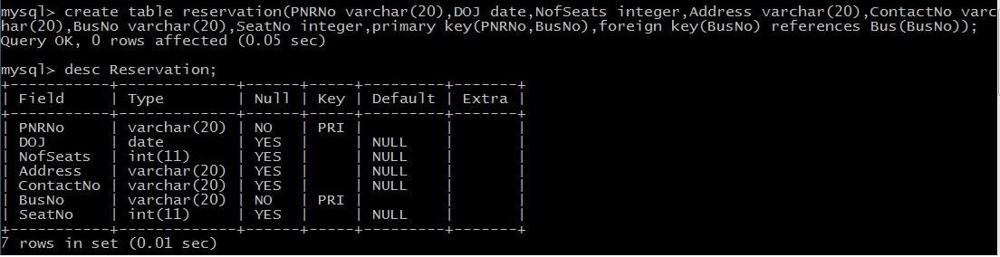 mysql> create table reservation(PNRNo varchar(20),DOJ date,NofSeats integer,Address varchar(20),ContactNo varc
har(20),BusNo varchar(20),SeatNo integer,primary key(PNRNo,BusNo),foreign key(BusNo) references Bus(BusNo));
Query OK, 0 rows affected (0.05 sec)

mysql> desc Reservation;
+-----------+-------------+------+-----+---------+-------+
| Field     | Type        | Null | Key | Default | Extra |
+-----------+-------------+------+-----+---------+-------+
| PNRNo     | varchar(20) | NO   | PRI |         |       |
| DOJ       | date        | YES  |     | NULL    |       |
| NofSeats  | int(11)     | YES  |     | NULL    |       |
| Address   | varchar(20) | YES  |     | NULL    |       |
| ContactNo | varchar(20) | YES  |     | NULL    |       |
| BusNo     | varchar(20) | NO   | PRI |         |       |
| SeatNo    | int(11)     | YES  |     | NULL    |       |
+-----------+-------------+------+-----+---------+-------+
7 rows in set (0.01 sec)